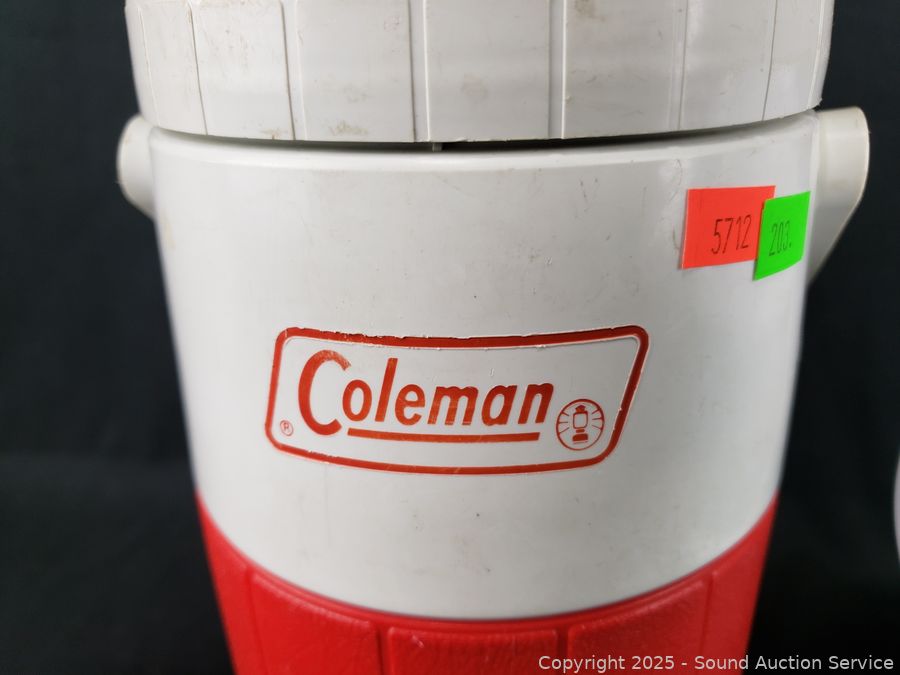 5712
203.
Coleman
®
Copyright 2025 - Sound Auction Service